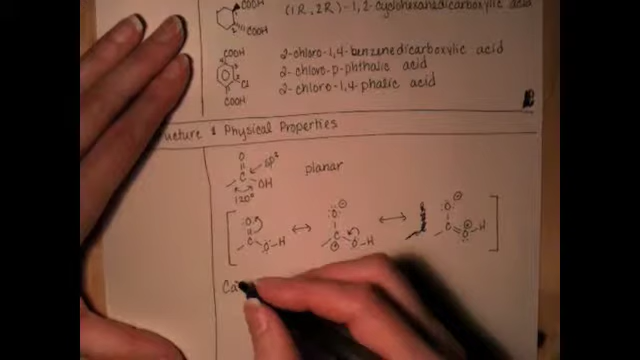 COOH
(1R, 2R)-1,2-cyclohexanedicarboxylic acid
COOH
COOH
2-chloro-1,4-benzenedicarboxylic acid
2-chloro-p-phthalic acid
Cl
2-chloro-1,4-phalic acid
COOH
ucture & Physical Properties
O
sp²
C
OH
planar
120°
Ca